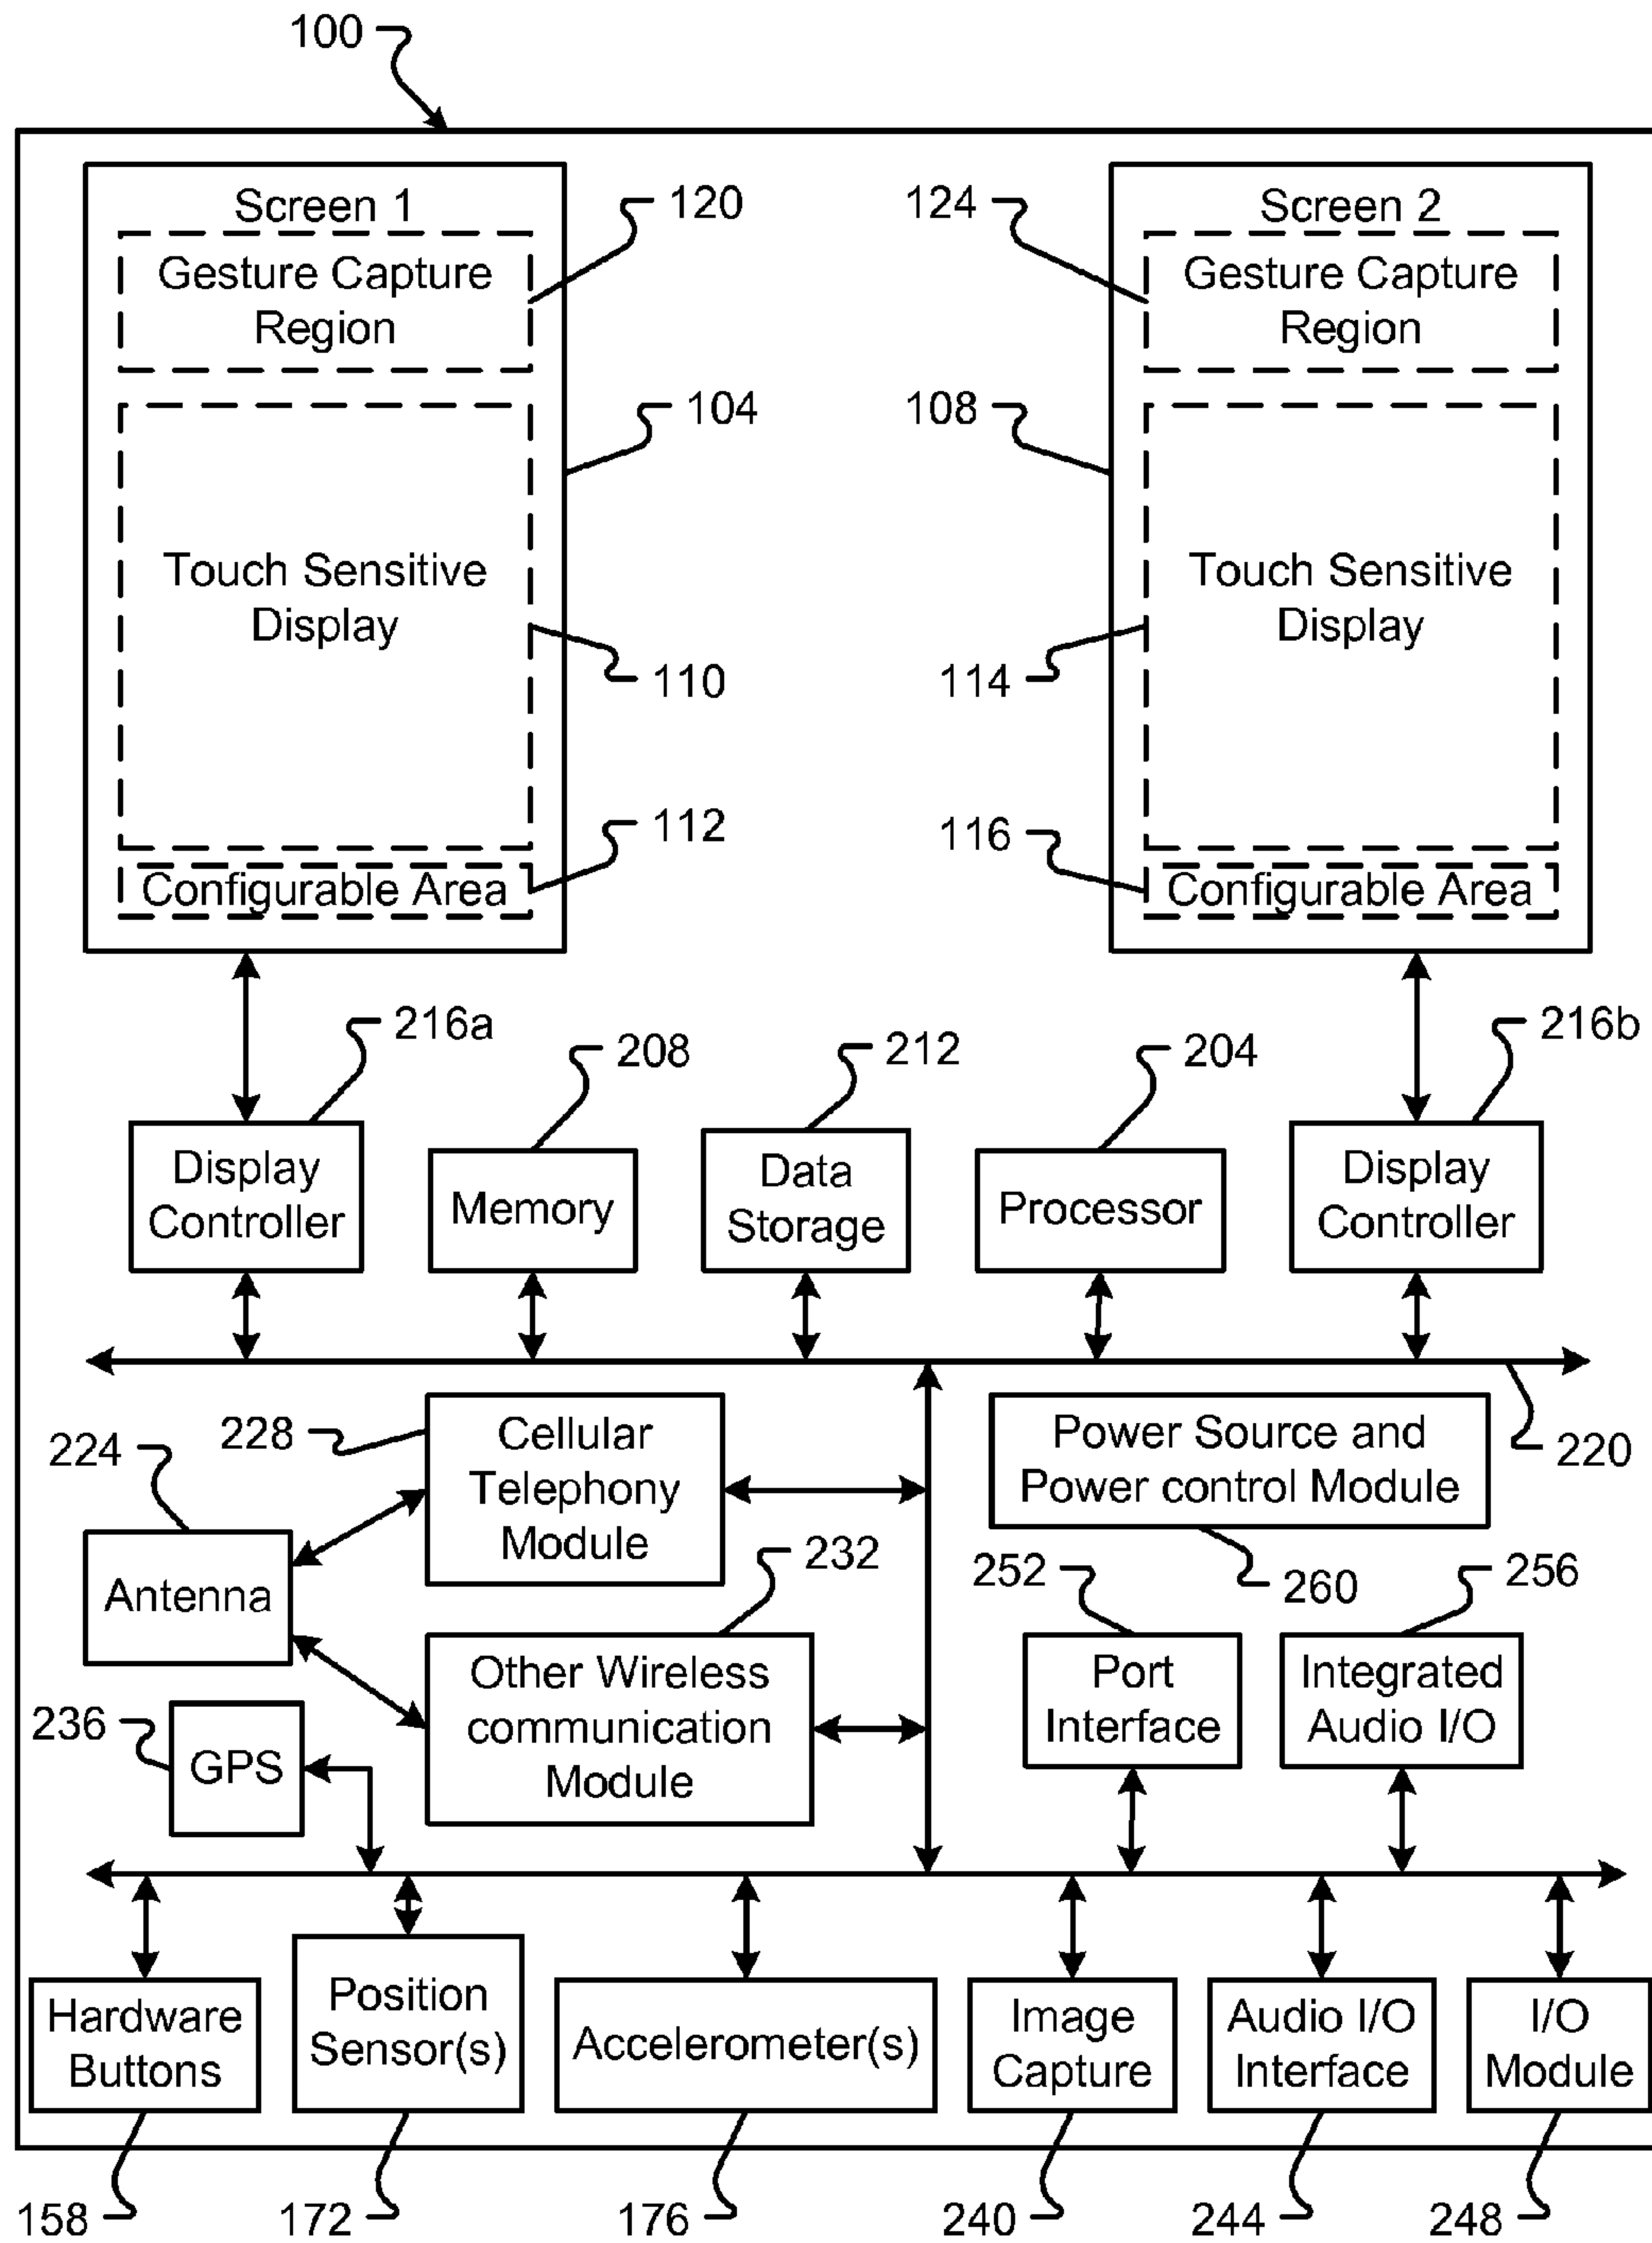 100
Screen 1
120
124
Screen 2
Gesture Capture
Region
Gesture Capture
Region
104
108
Touch Sensitive
Display
Touch Sensitive
Display
110
114
112
116
Configurable Area
Configurable Area
216a
208
212
204
216b
Display
Controller
Memory
Data
Storage
Processor
Display
Controller
228
Cellular
Telephony
Module
Power Source and
Power control Module
220
224
232
252
260
256
Antenna
Other Wireless
communication
Module
Port
Interface
Integrated
Audio I/O
236
GPS
Hardware
Buttons
Position
Sensor(s)
Accelerometer(s)
Image
Capture
Audio I/O
Interface
I/O
Module
158
172
176
240
244
248